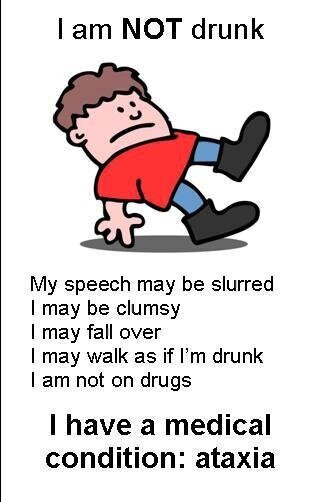 I am NOT drunk
My speech may be slurred
I may be clumsy
I may fall over
I may walk as if I'm drunk
I am not on drugs
I have a medical
condition: ataxia